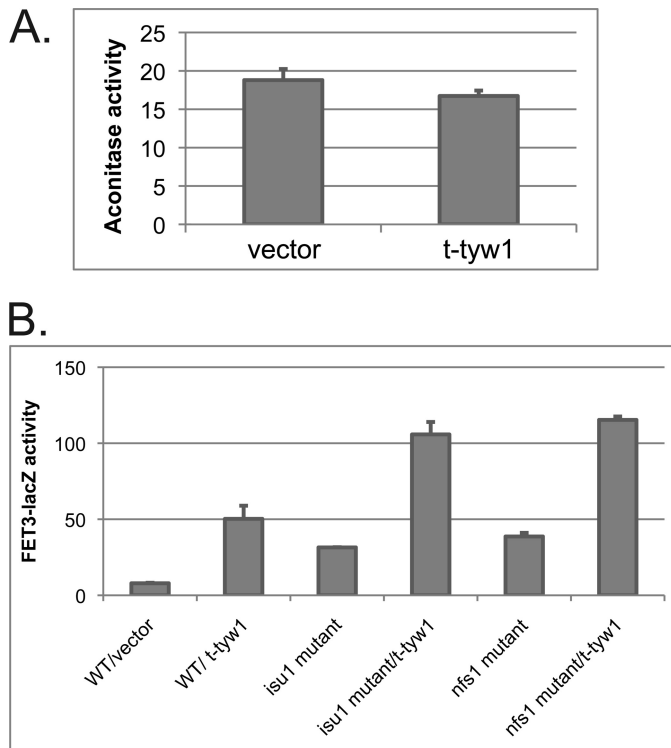 A.
Aconitase activity
25
20
15
10
5
0
vector
t-tyw1
B.
FET3-lacZ activity
150
100
50
0
WT/vector
WT/ t-tyw1
isu1 mutant
isu1 mutant/t-tyw1
nfs1 mutant
nfs1 mutant/t-tyw1